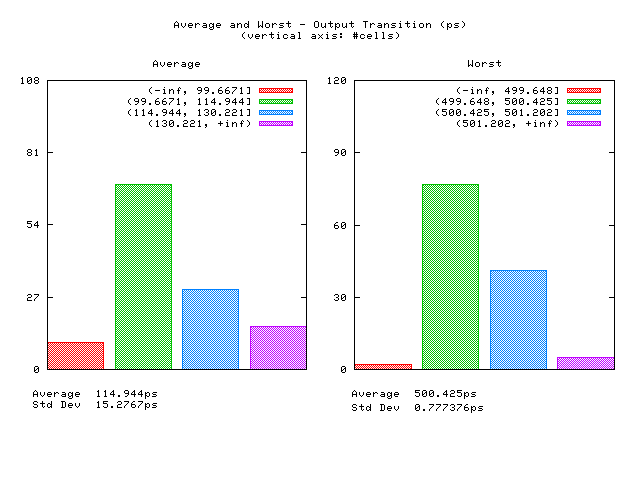 Average and Worst - Output Transition (ps)
(vertical axis: #cells)
Average
108
81
54
27
0
(-inf, 99.6671]
(99.6671, 114.944]
(114.944, 130.221]
(130.221, +inf)
Average 114.944ps
Std Dev 15.2767ps
Worst
120
90
60
30
0
(-inf, 499.648]
(499.648, 500.425]
(500.425, 501.202]
(501.202, +inf)
Average 500.425ps
Std Dev 0.777376ps